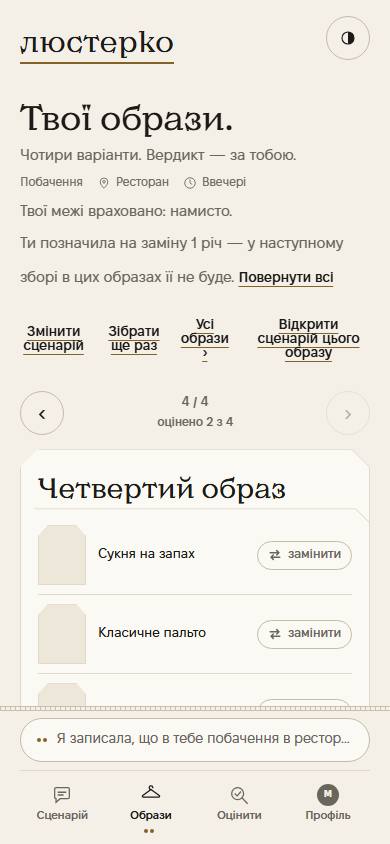 люстерко
Твої образи.
Чотири варіанти. Вердикт — за тобою.
Побачення Ресторан Ввечері
Твої межі враховано: намисто.
Ти позначила на заміну 1 річ — у наступному
зборі в цих образах її не буде. Повернути всі
Змінити сценарій
Зібрати ще раз
Усі образи ›
Відкрити сценарій цього образу
‹
4 / 4
оцінено 2 з 4
›
Четвертий образ
Сукня на запах ⇄ замінити
Класичне пальто ⇄ замінити
Я записала, що в тебе побачення в рестор...
Сценарій Образи Оцінити М Профіль